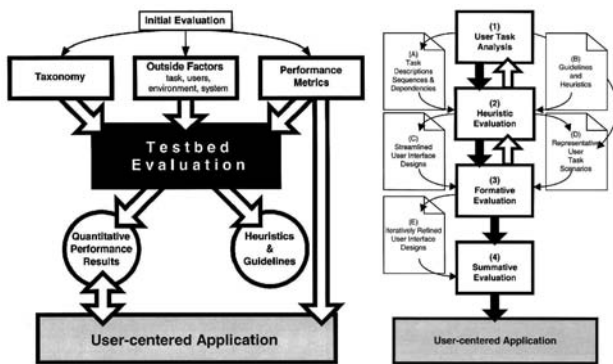 Initial Evaluation
Taxonomy
Outside Factors
task, users,
environment, system
Performance
Metrics
Testbed
Evaluation
Quantitative
Performance
Results
Heuristics
& Guidelines
User-centered Application
(1)
User Task
Analysis
(A)
Task
Descriptions
Sequences &
Dependencies
(B)
Guidelines
and
Heuristics
(2)
Heuristic
Evaluation
(C)
Streamlined
User Interface
Designs
(D)
Representative
User
Task
Scenarios
(3)
Formative
Evaluation
(E)
Iteratively Refined
User Interface
Designs
(4)
Summative
Evaluation
User-centered Application